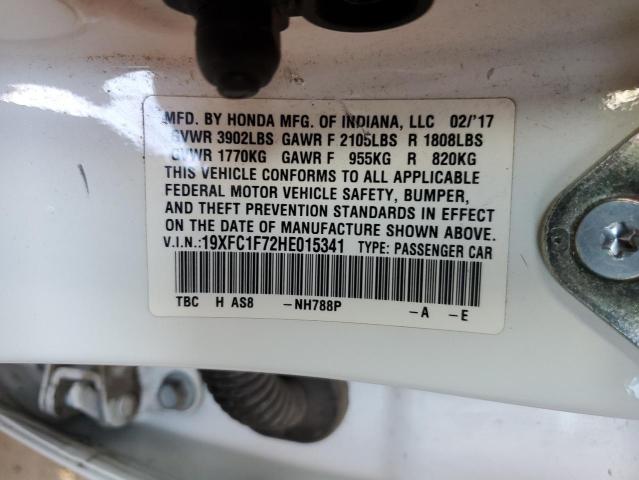 MFD. BY HONDA MFG. OF INDIANA, LLC 02/'17
GVWR 3902LBS GAWR F 2105LBS R 1808LBS
GVWR 1770KG GAWR F 955KG R 820KG
THIS VEHICLE CONFORMS TO ALL APPLICABLE
FEDERAL MOTOR VEHICLE SAFETY, BUMPER,
AND THEFT PREVENTION STANDARDS IN EFFECT
ON THE DATE OF MANUFACTURE SHOWN ABOVE.
V.I.N.:19XFC1F72HE015341 TYPE: PASSENGER CAR
TBC H AS8 -NH788P -A -E